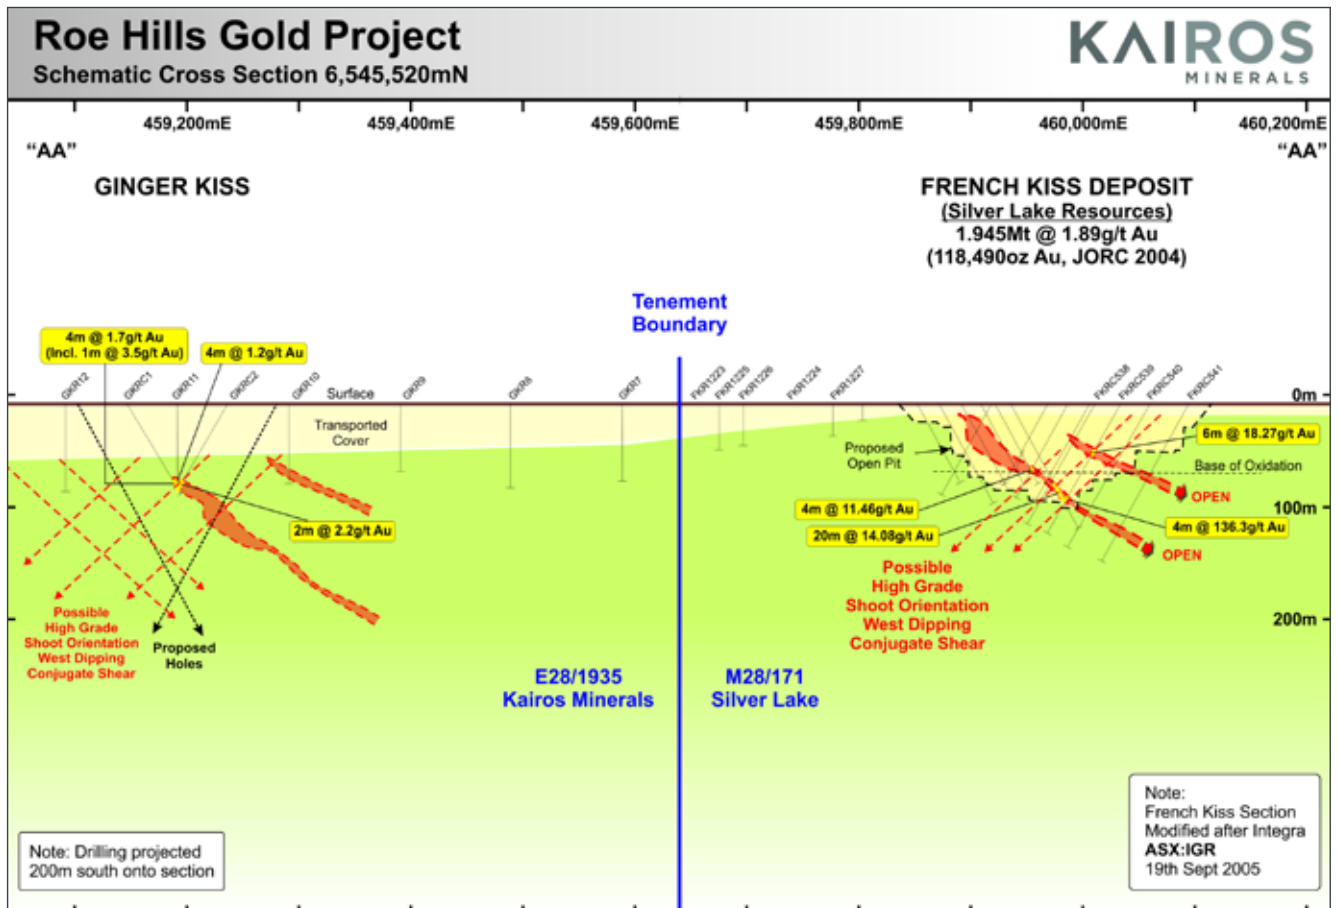 Roe Hills Gold Project
Schematic Cross Section 6,545,520mN
KAIROS
MINERALS
459,200mE
459,400mE
459,600mE
459,800mE
460,000mE
460,200mE
“AA”
“AA”
GINGER KISS
FRENCH KISS DEPOSIT
(Silver Lake Resources)
1.945Mt @ 1.89g/t Au
(118,490oz Au, JORC 2004)
Tenement
Boundary
4m @ 1.7g/t Au
(Incl. 1m @ 3.5g/t Au)
4m @ 1.2g/t Au
GKR12
GKRC1
GKR11
GKRC2
GKR10
Surface
GKR9
GKR8
GKR7
FKR1223
FKR1225
FKR1226
FKR1224
FKR1227
FKRC538
FKRC539
FKRC540
FKRC541
0m
Transported
Cover
Proposed
Open Pit
6m @ 18.27g/t Au
Base of Oxidation
OPEN
100m
2m @ 2.2g/t Au
4m @ 11.46g/t Au
20m @ 14.08g/t Au
4m @ 136.3g/t Au
OPEN
Possible
High Grade
Shoot Orientation
West Dipping
Conjugate Shear
Possible
High Grade
Shoot Orientation
West Dipping
Conjugate Shear
Proposed
Holes
200m
E28/1935
Kairos Minerals
M28/171
Silver Lake
Note: Drilling projected
200m south onto section
Note:
French Kiss Section
Modified after Integra
ASX:IGR
19th Sept 2005